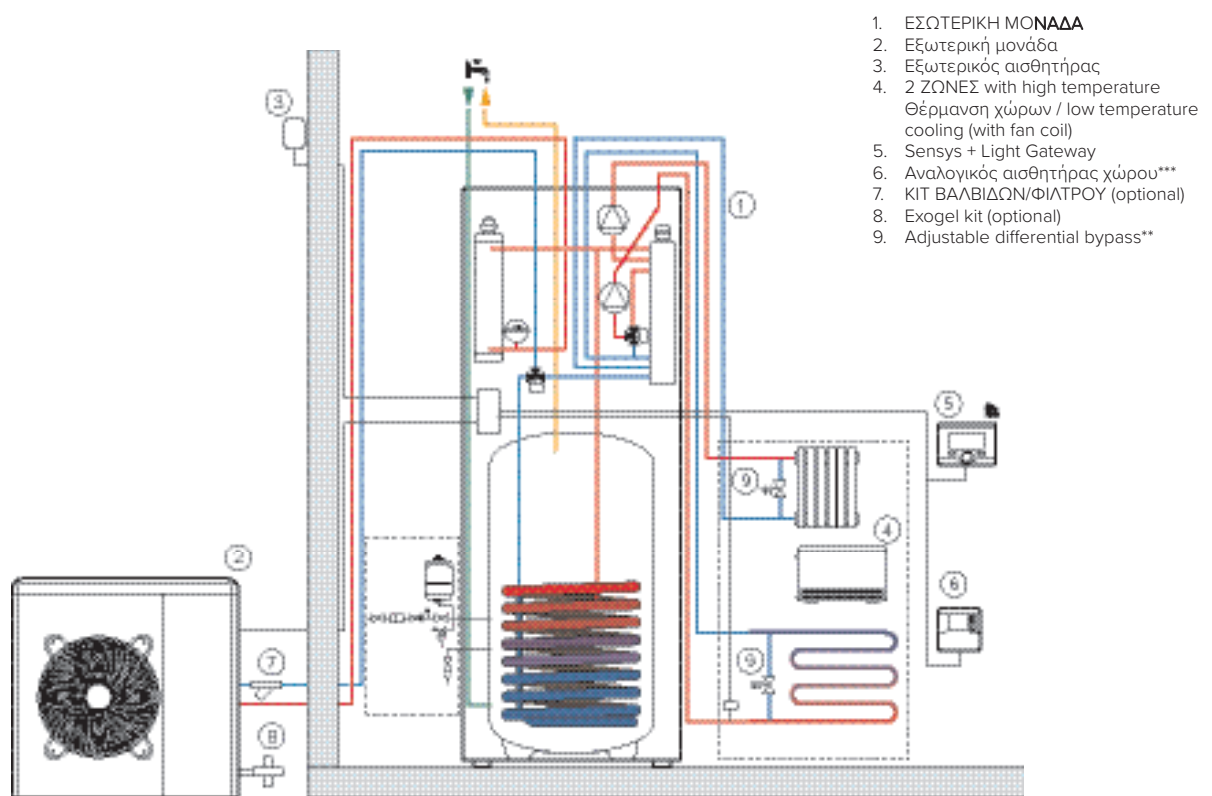 1. ΕΣΩΤΕΡΙΚΗ ΜΟΝΑΔΑ
2. Εξωτερική μονάδα
3. Εξωτερικός αισθητήρας
4. 2 ΖΩΝΕΣ with high temperature
Θέρμανση χώρων / low temperature
cooling (with fan coil)
5. Sensys + Light Gateway
6. Αναλογικός αισθητήρας χώρου***
7. ΚΙΤ ΒΑΛΒΙΔΩΝ/ΦΙΛΤΡΟΥ (optional)
8. Exogel kit (optional)
9. Adjustable differential bypass**
3
1
5
9
4
2
6
7
9
8